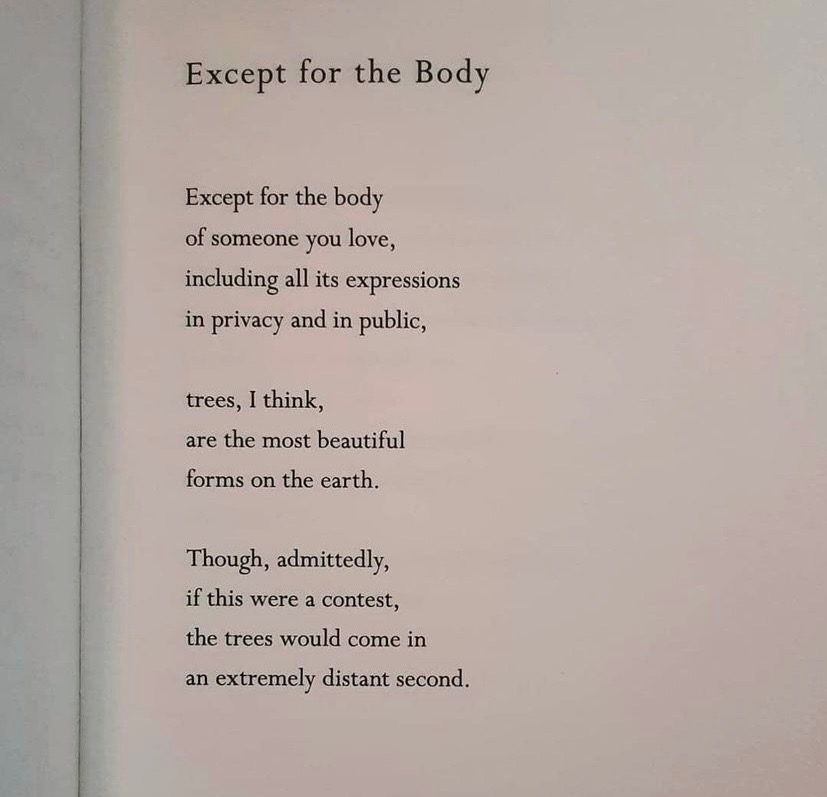 Except for the Body
Except for the body
of someone you love,
including all its expressions
in privacy and in public,
trees, I think,
are the most beautiful
forms on the earth.
Though, admittedly,
if this were a contest,
the trees would come in
an extremely distant second.